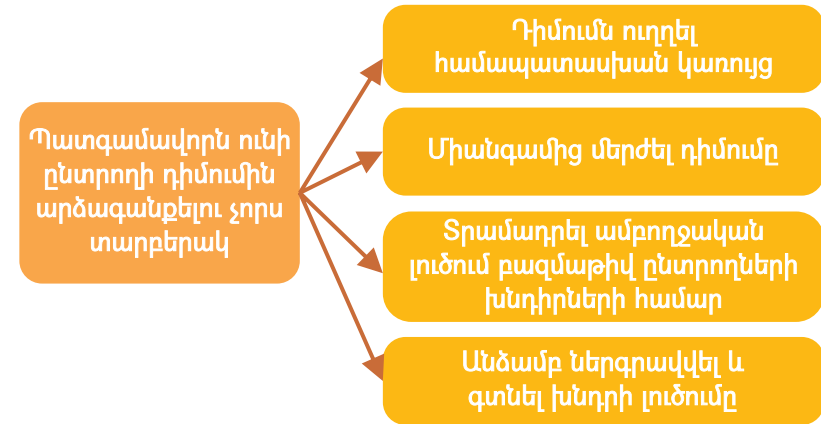 Պատգամավորն ունի
ընտրողի դիմումին
արձագանքելու չորս
տարբերակ
Դիմումն ուղղել
համապատասխան կառույց
Միանգամից մերժել դիմումը
Տրամադրել ամբողջական
լուծում բազմաթիվ ընտրողների
խնդիրների համար
Անձամբ ներգրավվել և
գտնել խնդրի լուծումը